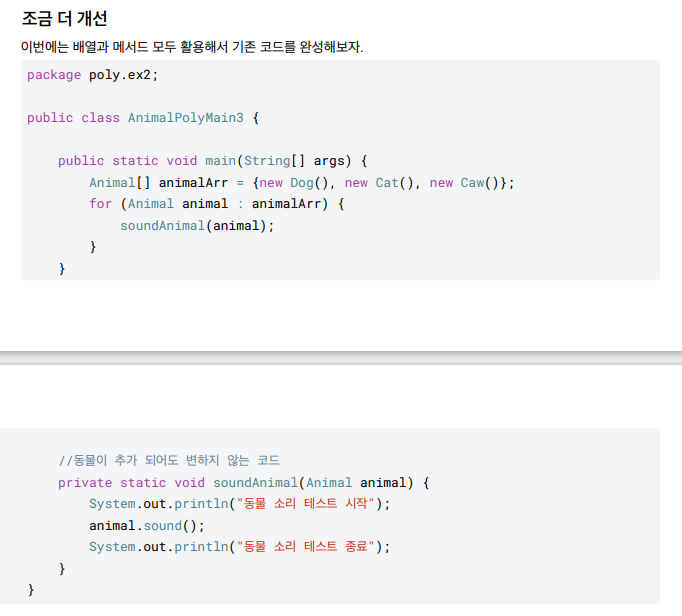 조금 더 개선
이번에는 배열과 메서드 모두 활용해서 기존 코드를 완성해보자.
package poly.ex2;
public class AnimalPolyMain3 {
public static void main(String[] args) {
Animal[] animalArr = {new Dog(), new Cat(), new Caw()};
for (Animal animal : animalArr) {
soundAnimal(animal);
}
}
//동물이 추가 되어도 변하지 않는 코드
private static void soundAnimal(Animal animal) {
System.out.println("동물 소리 테스트 시작");
animal.sound();
System.out.println("동물 소리 테스트 종료");
}
}